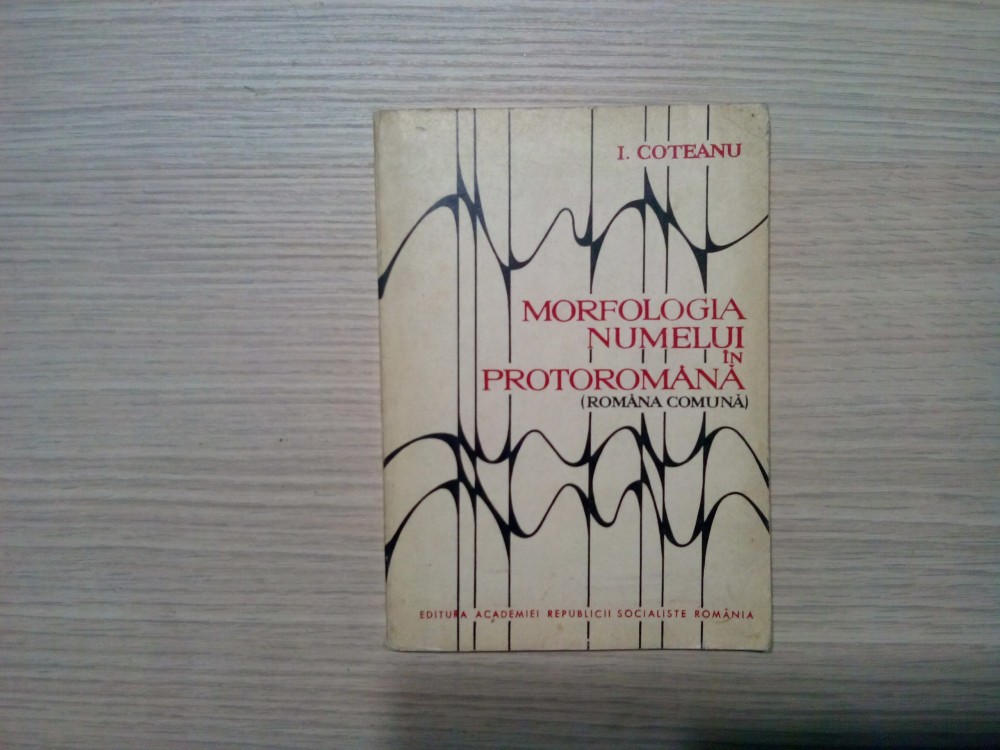 I. COTEANU
MORFOLOGIA
NUMELUI
ÎN
PROTOROMÂNĂ
(ROMÂNA COMUNĂ)
EDITURA ACADEMIEI REPUBLICII SOCIALISTE ROMÂNIA